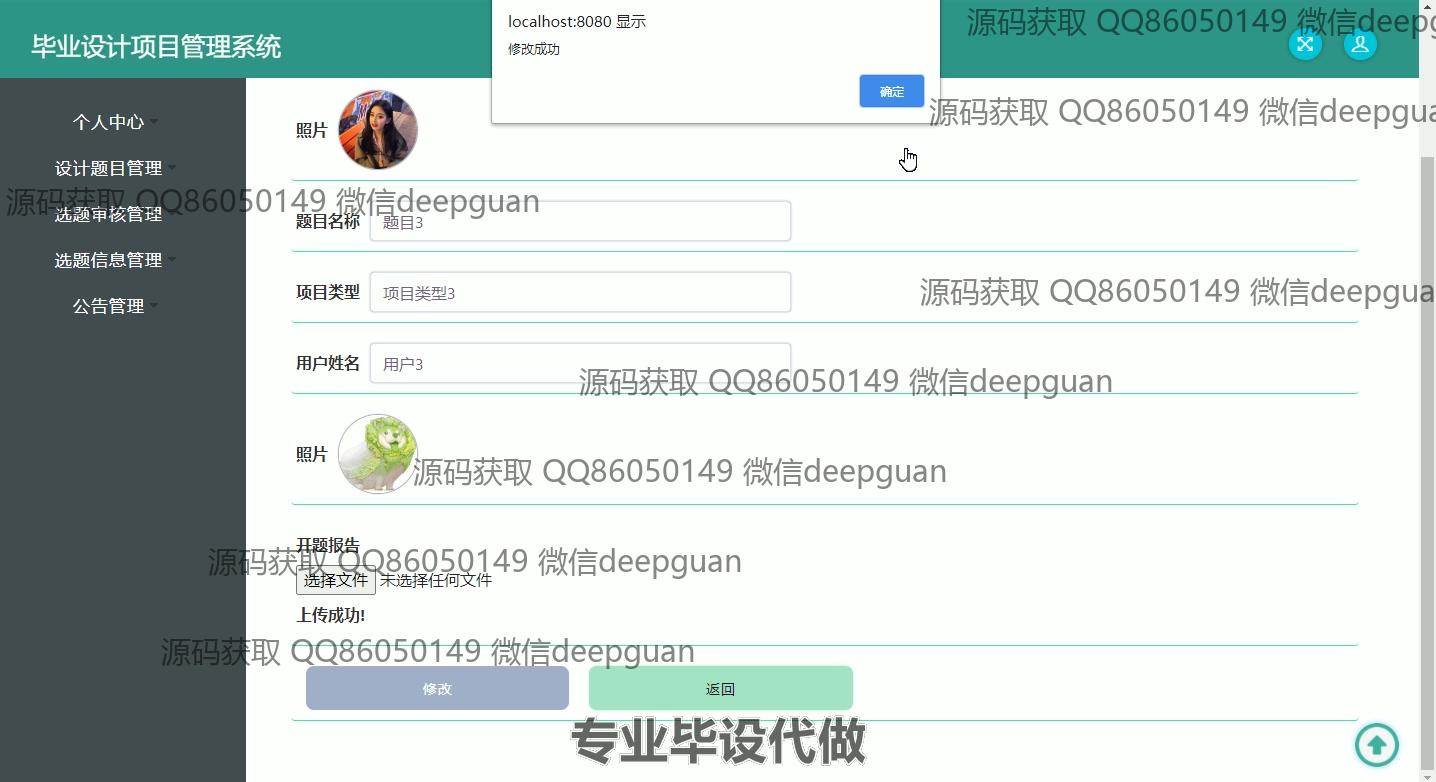 localhost:8080 显示
修改成功
确定
毕业设计项目管理系统
源码获取 QQ86050149 微信deepg
源码获取 QQ86050149 微信deepgua
个人中心
设计题目管理
选题审核管理
选题信息管理
公告管理
照片
源码获取 QQ86050149 微信deepguan
题目名称 题目3
项目类型 项目类型3
源码获取 QQ86050149 微信deepgua
用户姓名 用户3
源码获取 QQ86050149 微信deepguan
照片
源码获取 QQ86050149 微信deepguan
开题报告
源码获取 QQ86050149 微信deepguan
选择文件 未选择任何文件
上传成功!
源码获取 QQ86050149 微信deepguan
修改 返回
专业毕设代做